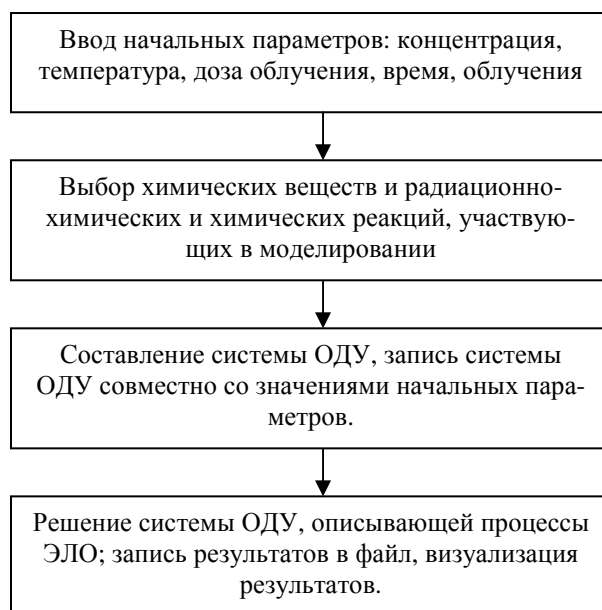 Ввод начальных параметров: концентрация,
температура, доза облучения, время, облучения
Выбор химических веществ и радиационно-
химических и химических реакций, участвую-
щих в моделировании
Составление системы ОДУ, запись системы
ОДУ совместно со значениями начальных пара-
метров.
Решение системы ОДУ, описывающей процессы
ЭЛО; запись результатов в файл, визуализация
результатов.